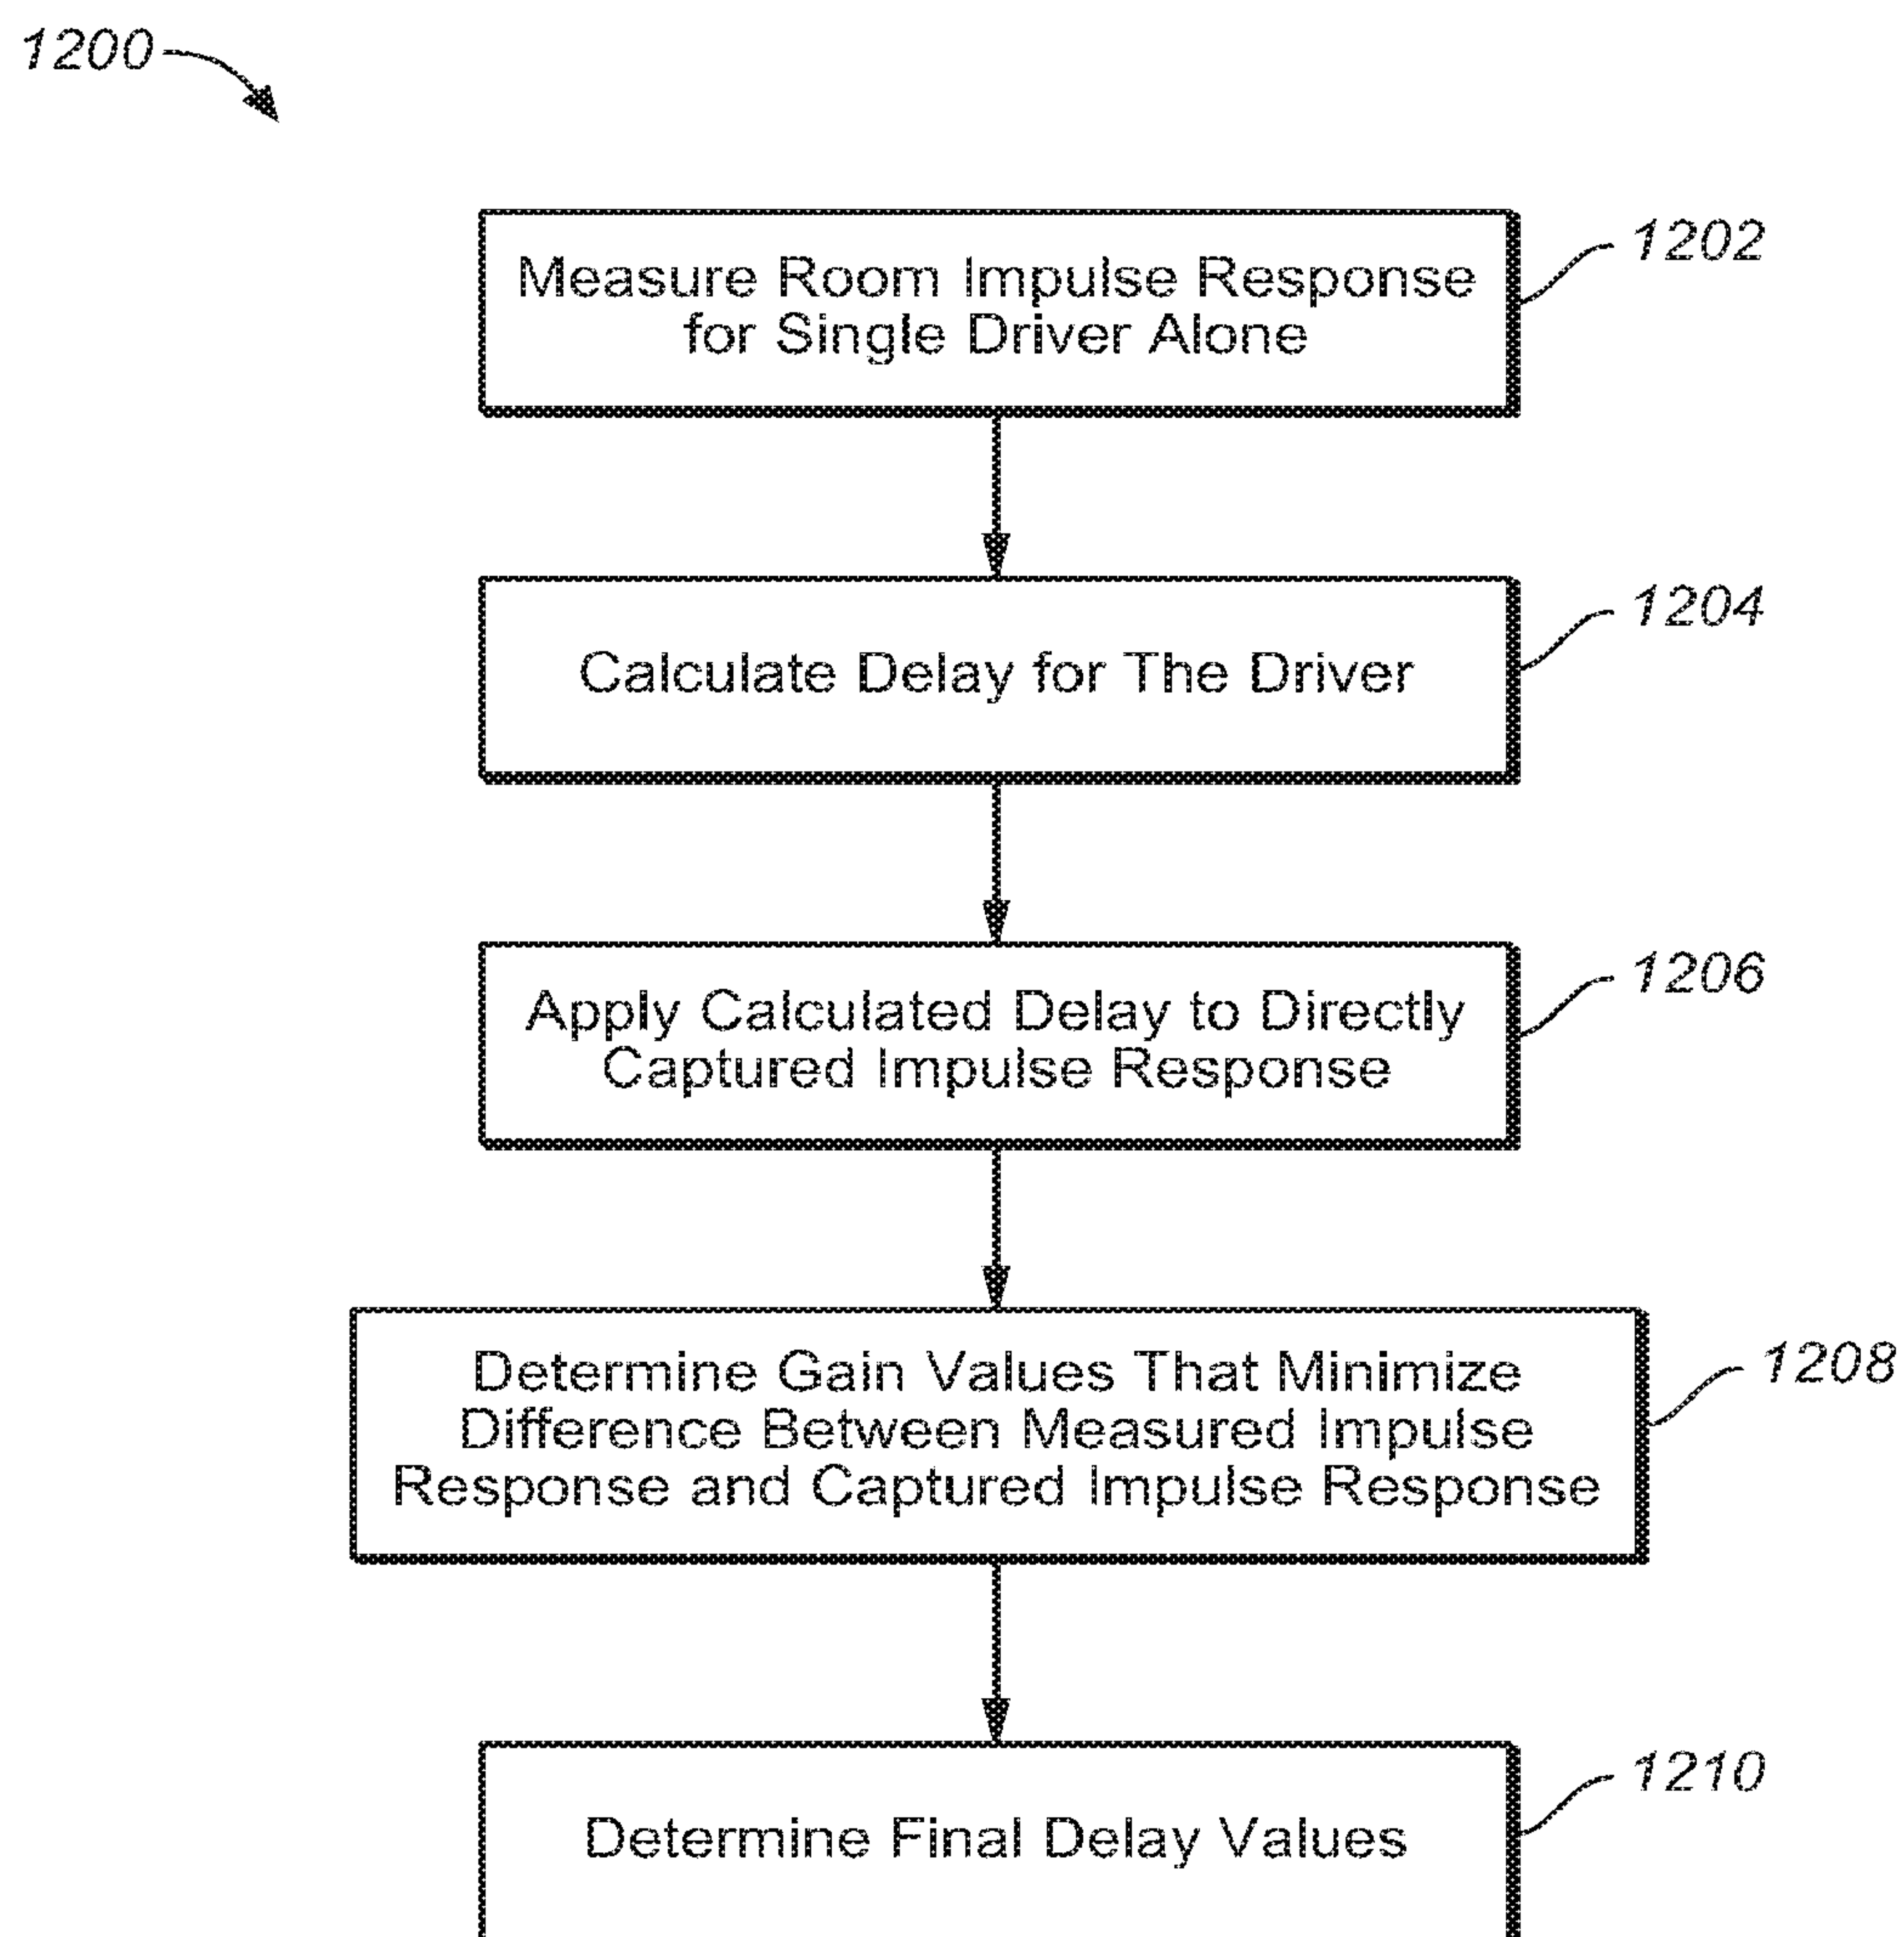 1200
Measure Room Impulse Response
for Single Driver Alone
1202
Calculate Delay for The Driver
1204
Apply Calculated Delay to Directly
Captured Impulse Response
1206
Determine Gain Values That Minimize
Difference Between Measured Impulse
Response and Captured Impulse Response
1208
Determine Final Delay Values
1210